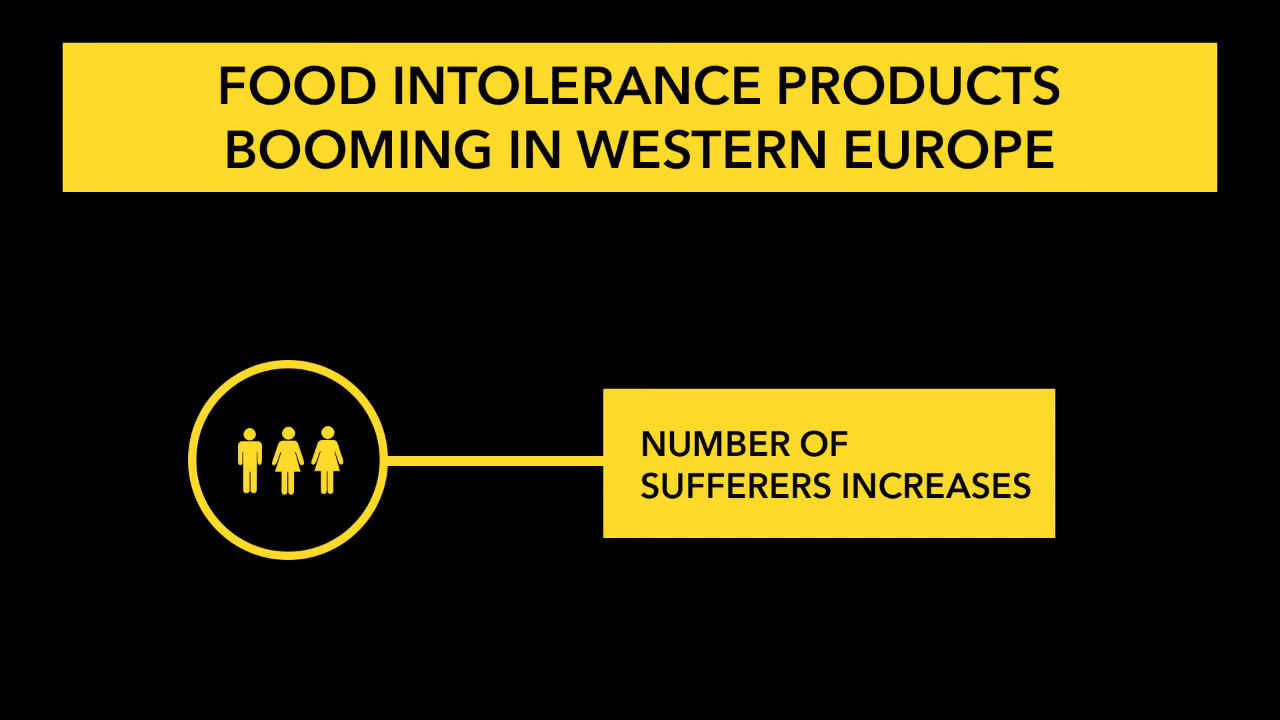 FOOD INTOLERANCE PRODUCTS
BOOMING IN WESTERN EUROPE
NUMBER OF
SUFFERERS INCREASES